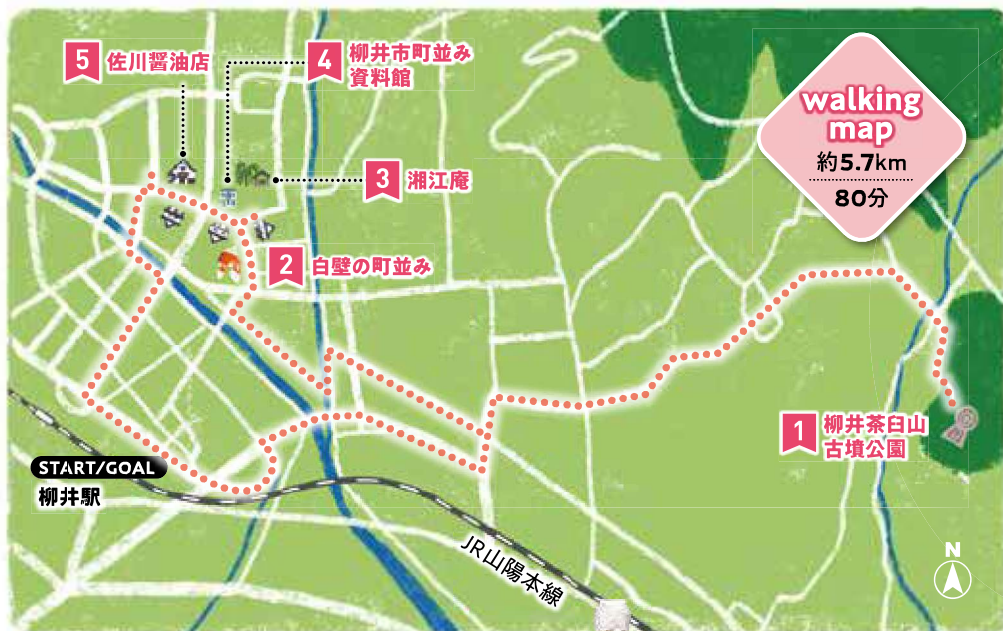 5 佐川醤油店
4 柳井市町並み
資料館
3 湘江庵
2 白壁の町並み
walking
map
約5.7km
80分
1 柳井茶臼山
古墳公園
START/GOAL
柳井駅
JR山陽本線
N